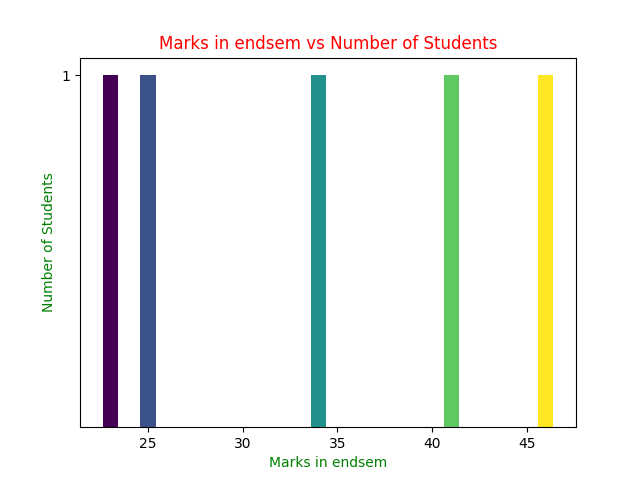 Marks in endsem vs Number of Students
1
Number of Students
25 30 35 40 45
Marks in endsem